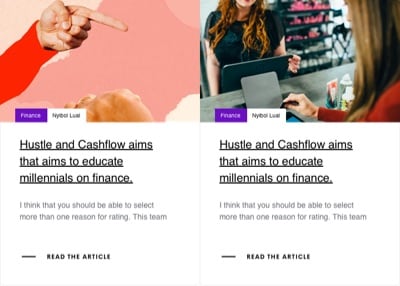 Finance Nyibol Lual
Hustle and Cashflow aims
that aims to educate
millennials on finance.
I think that you should be able to select
more than one reason for rating. This team
READ THE ARTICLE
Finance Nyibol Lual
Hustle and Cashflow aims
that aims to educate
millennials on finance.
I think that you should be able to select
more than one reason for rating. This team
READ THE ARTICLE